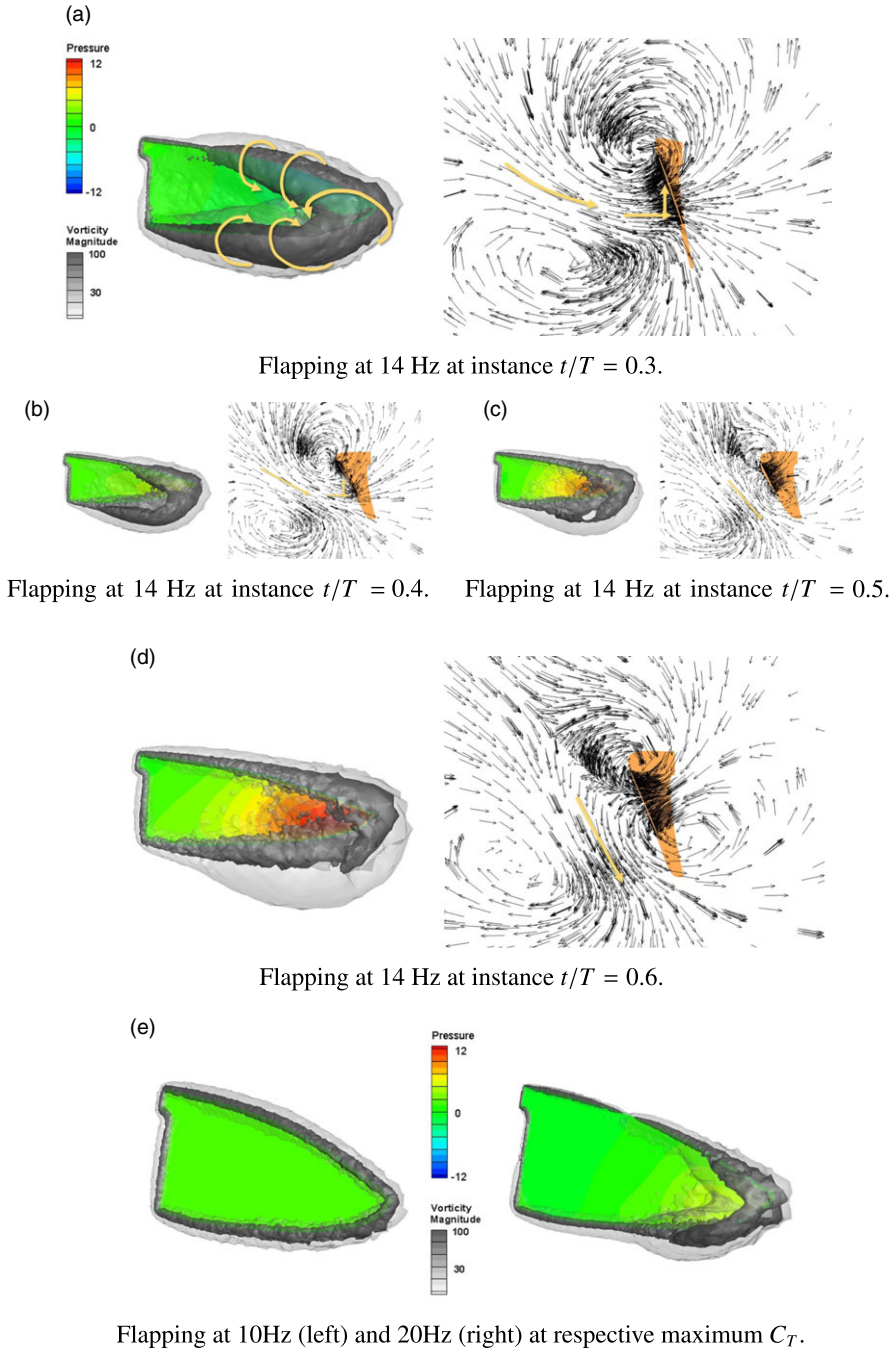 (a)
Pressure
12
0
-12
Vorticity
Magnitude
100
30
Flapping at 14 Hz at instance t/T = 0.3.
(b)
(c)
Flapping at 14 Hz at instance t/T = 0.4.
Flapping at 14 Hz at instance t/T = 0.5.
(d)
Flapping at 14 Hz at instance t/T = 0.6.
(e)
Pressure
12
0
-12
Vorticity
Magnitude
100
30
Flapping at 10Hz (left) and 20Hz (right) at respective maximum C_T.